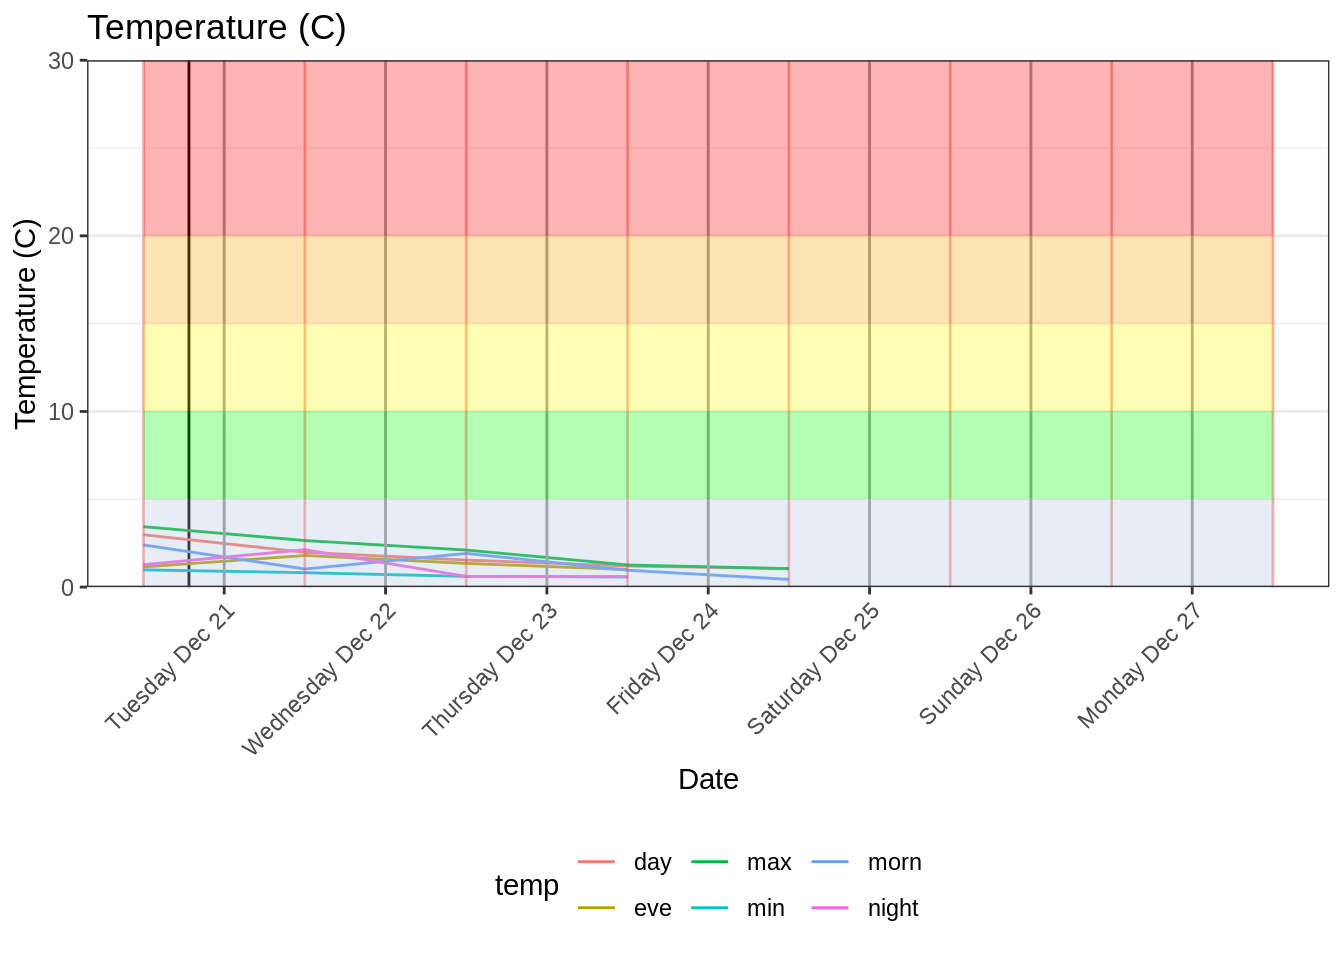 Temperature (C)
Temperature (C)
30
20
10
0
Tuesday Dec 21
Wednesday Dec 22
Thursday Dec 23
Friday Dec 24
Saturday Dec 25
Sunday Dec 26
Monday Dec 27
Date
temp
day
max
morn
eve
min
night